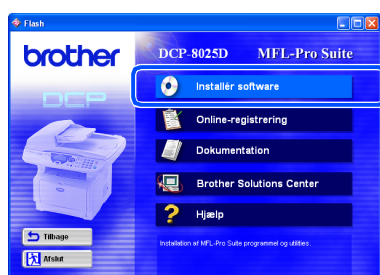 Flash
brother
DCP-8025D MFL-Pro Suite
DCP
Installér software
Online-registrering
Dokumentation
Brother Solutions Center
Hjælp
Tilbage
Afslut
Installation af MFL-Pro Suite programmel og utilities.